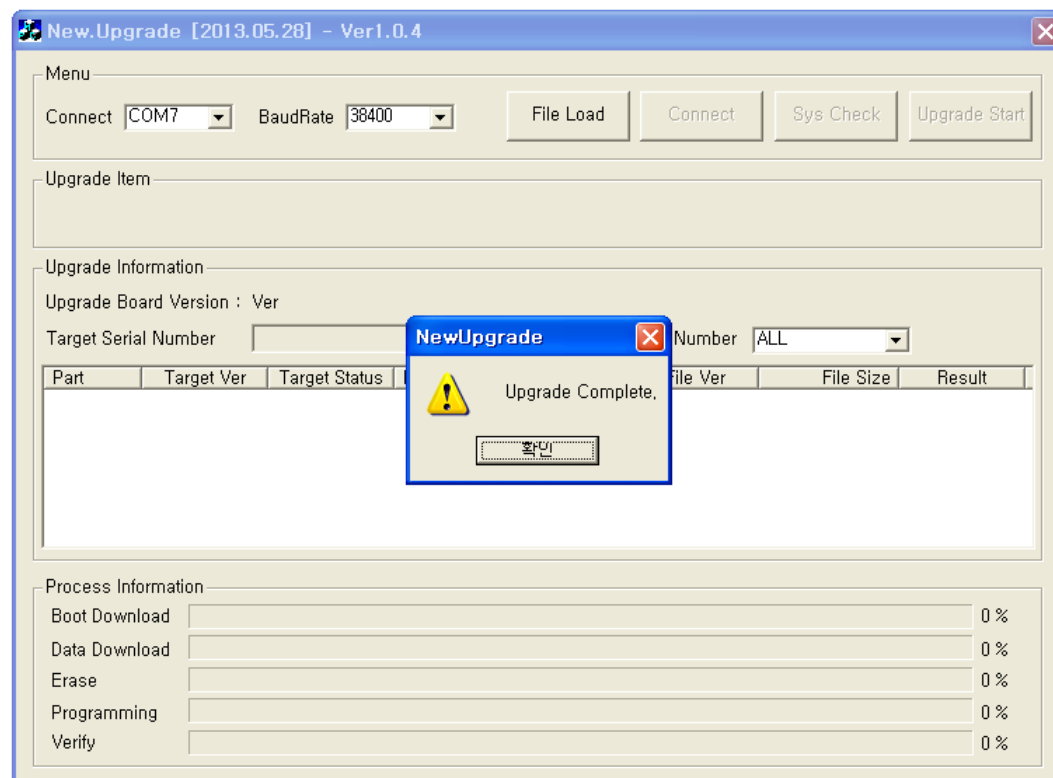 New.Upgrade [2013.05.28] - Ver1.0.4
Menu
Connect COM7 BaudRate 38400 File Load Connect Sys Check Upgrade Start
Upgrade Item
Upgrade Information
Upgrade Board Version : Ver
Target Serial Number Number ALL
NewUpgrade
Part Target Ver Target Status File Ver File Size Result
Upgrade Complete.
확인
Process Information
Boot Download 0 %
Data Download 0 %
Erase 0 %
Programming 0 %
Verify 0 %